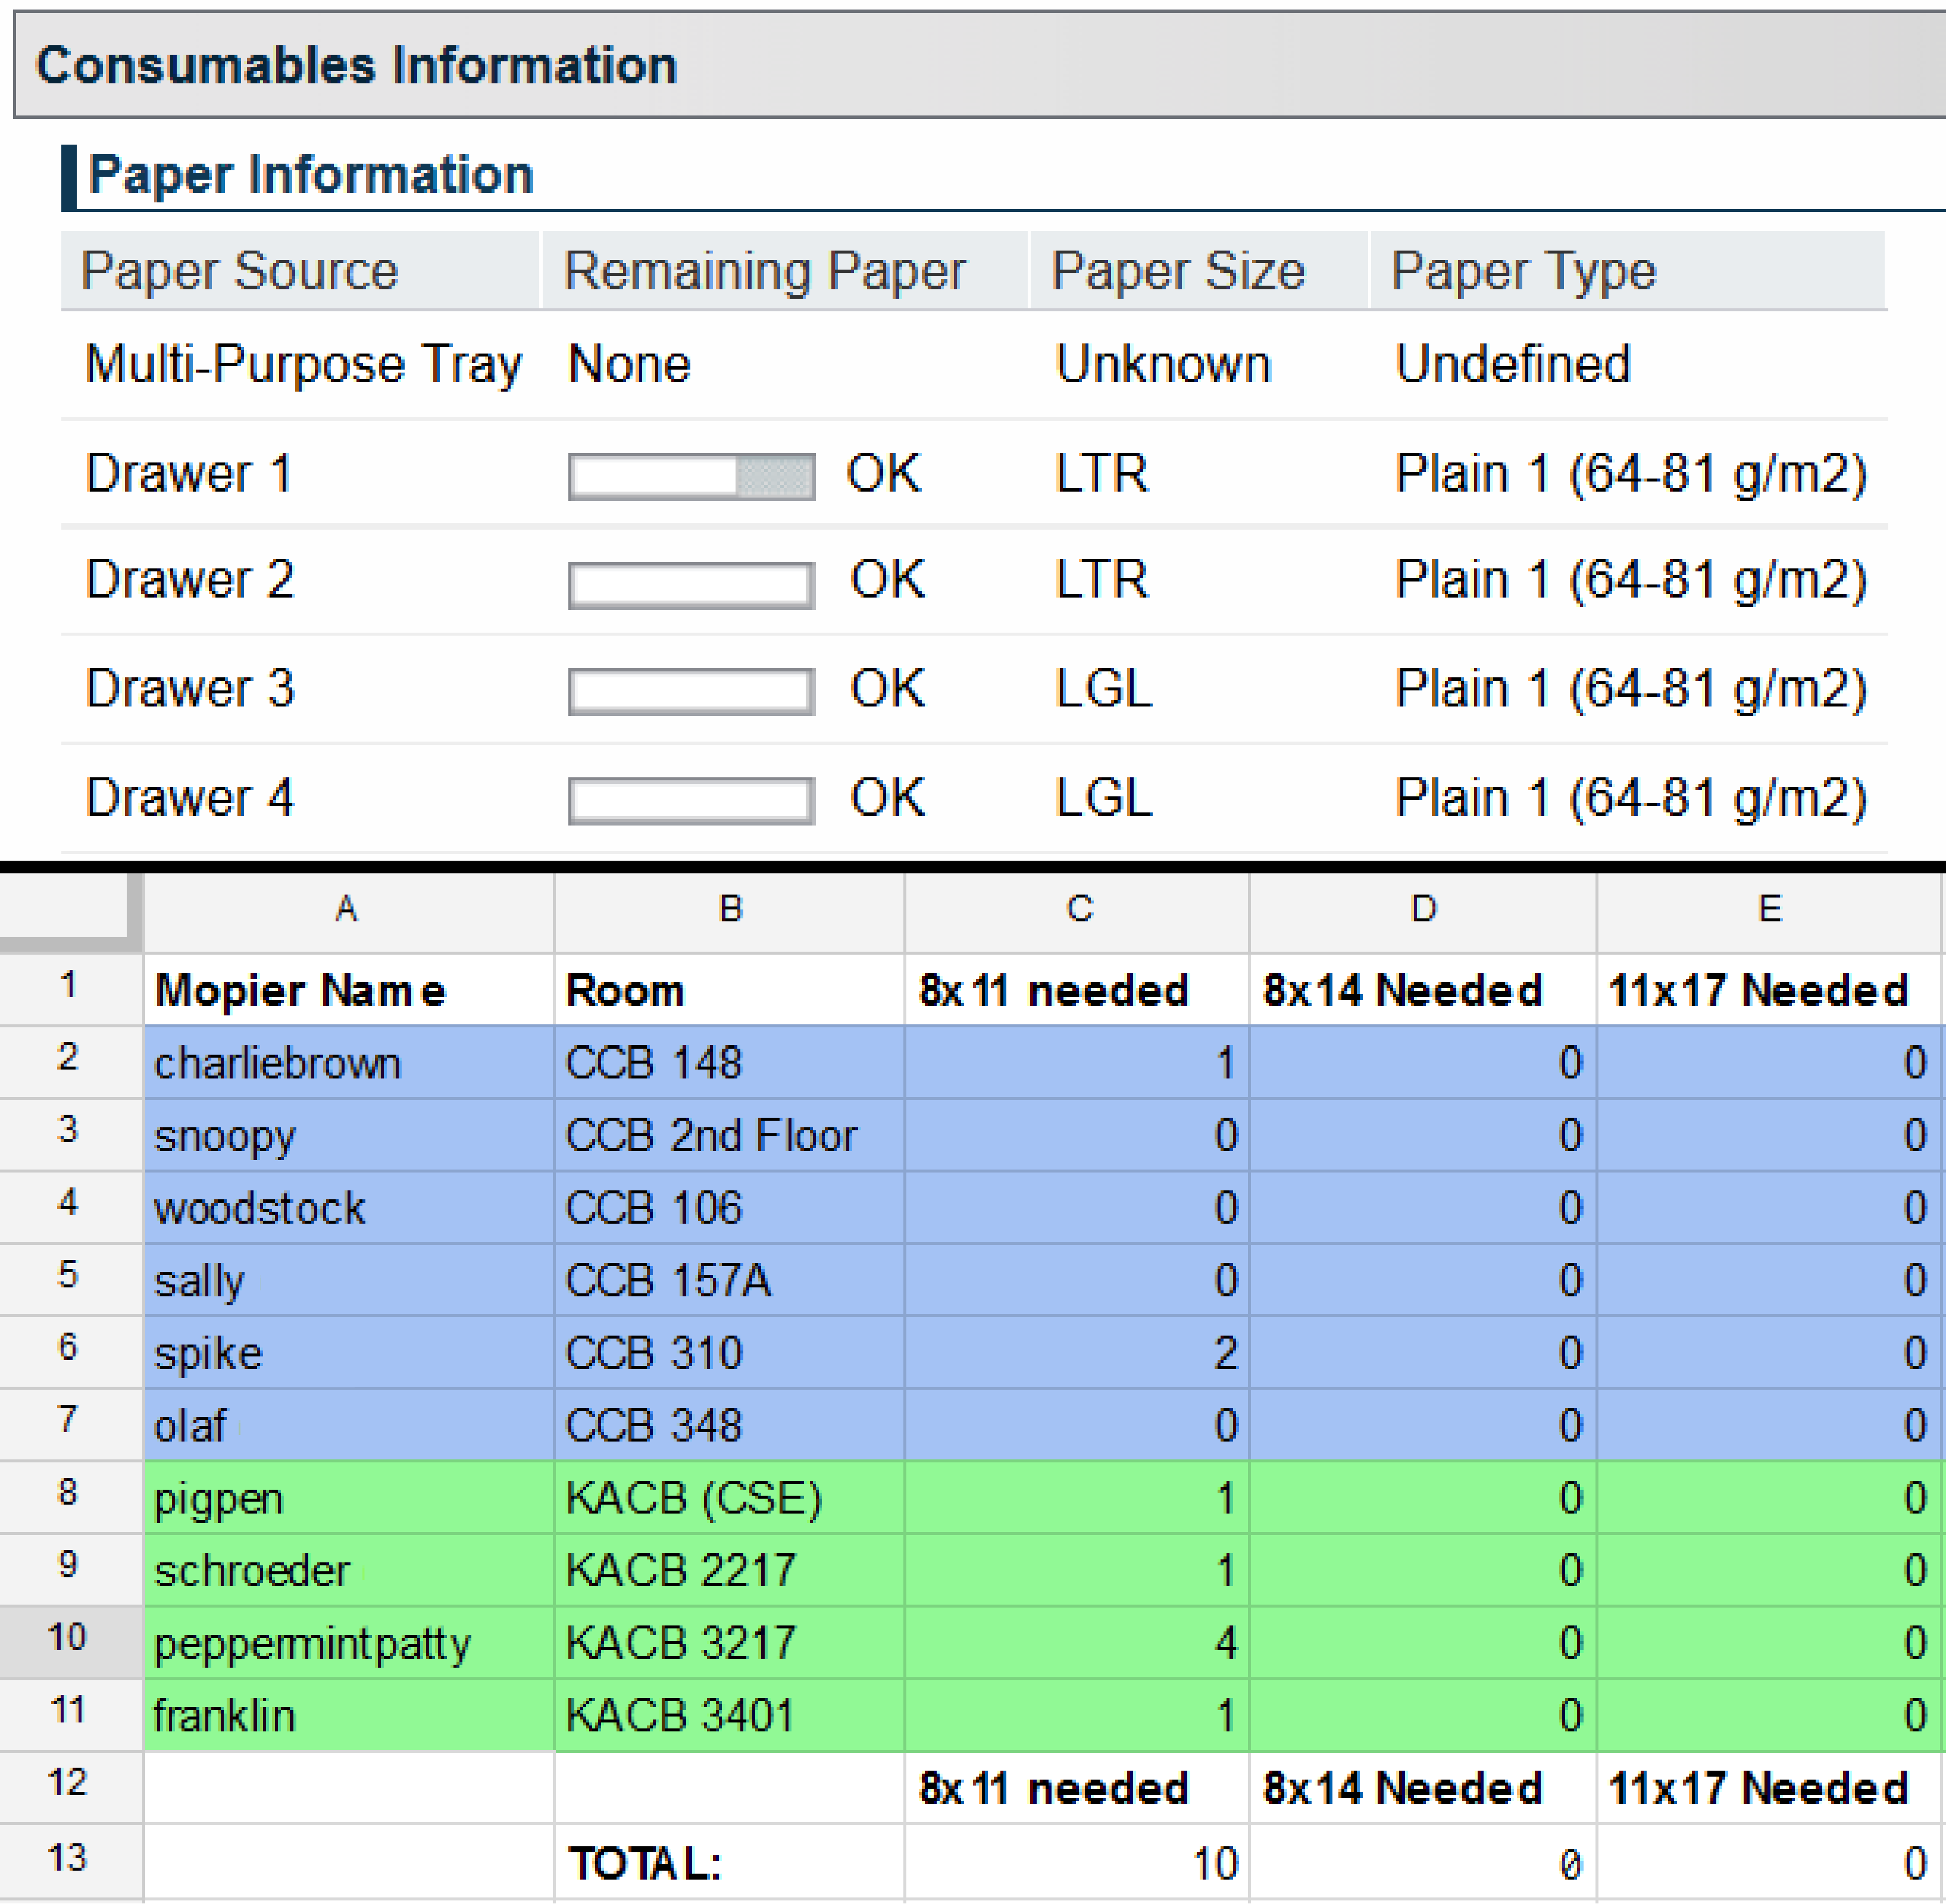 Consumables Information
Paper Information
Paper Source Remaining Paper Paper Size Paper Type
Multi-Purpose Tray None Unknown Undefined
Drawer 1 OK LTR Plain 1 (64-81 g/m2)
Drawer 2 OK LTR Plain 1 (64-81 g/m2)
Drawer 3 OK LGL Plain 1 (64-81 g/m2)
Drawer 4 OK LGL Plain 1 (64-81 g/m2)
A B C D E
1 Mopier Name Room 8x11 needed 8x14 Needed 11x17 Needed
2 charliebrown CCB 148 1 0 0
3 snoopy CCB 2nd Floor 0 0 0
4 woodstock CCB 106 0 0 0
5 sally CCB 157A 0 0 0
6 spike CCB 310 2 0 0
7 olaf CCB 348 0 0 0
8 pigpen KACB (CSE) 1 0 0
9 schroeder KACB 2217 1 0 0
10 peppermintpatty KACB 3217 4 0 0
11 franklin KACB 3401 1 0 0
12 8x11 needed 8x14 Needed 11x17 Needed
13 TOTAL: 10 0 0